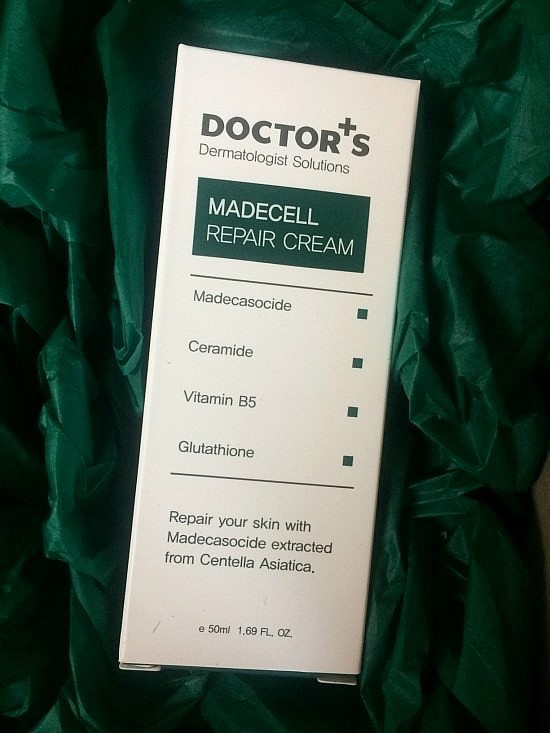 DOCTOR+S
Dermatologist Solutions
MADECELL
REPAIR CREAM
Madecasocide
Ceramide
Vitamin B5
Glutathione
Repair your skin with
Madecasocide extracted
from Centella Asiatica.
e 50ml 1.69 FL. OZ.